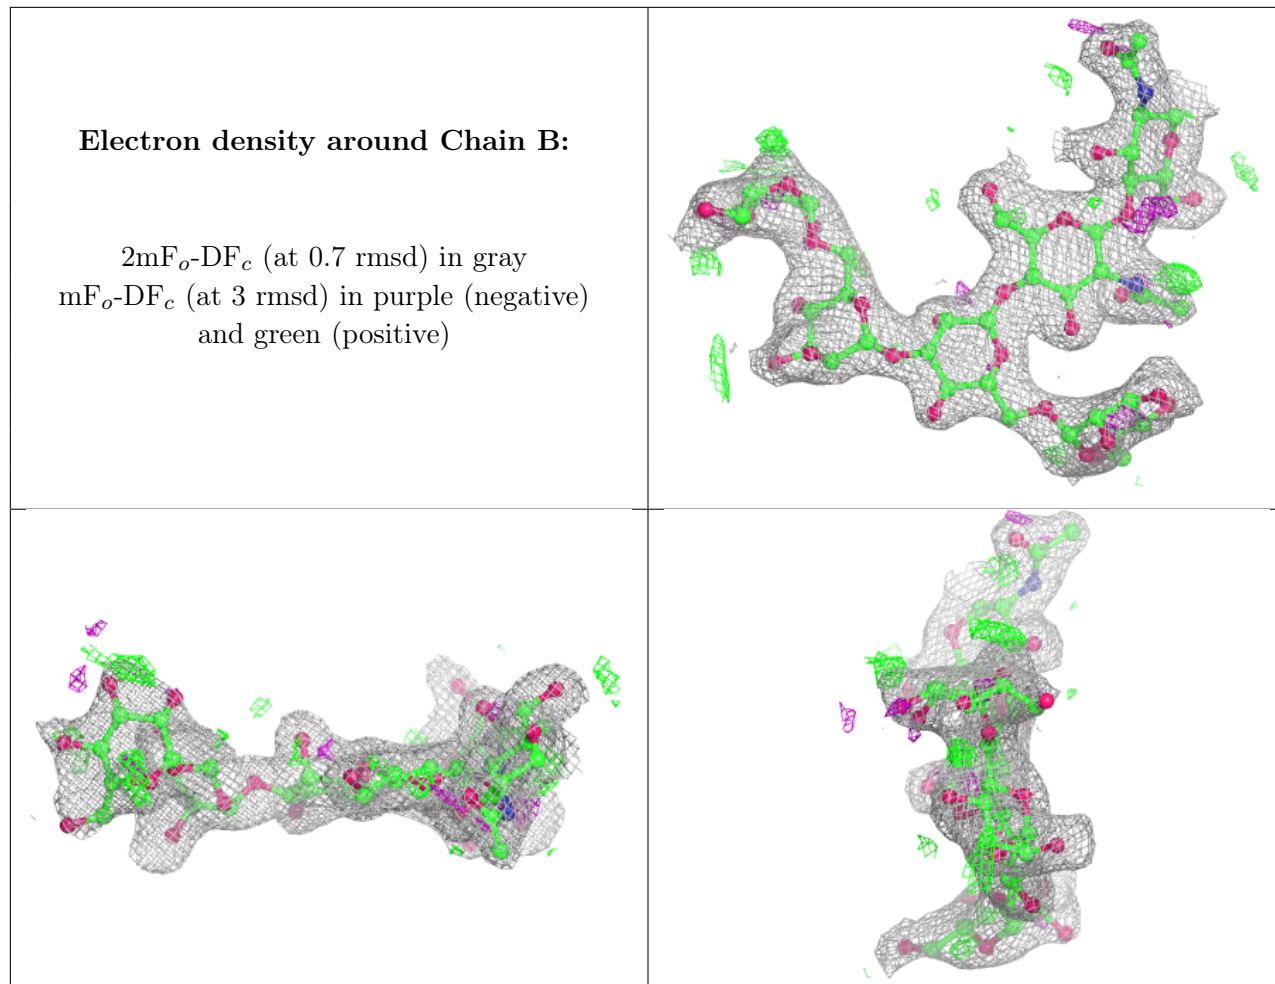 Electron density around Chain B:
2mFₒ-DF𝒸 (at 0.7 rmsd) in gray
mFₒ-DF𝒸 (at 3 rmsd) in purple (negative)
and green (positive)